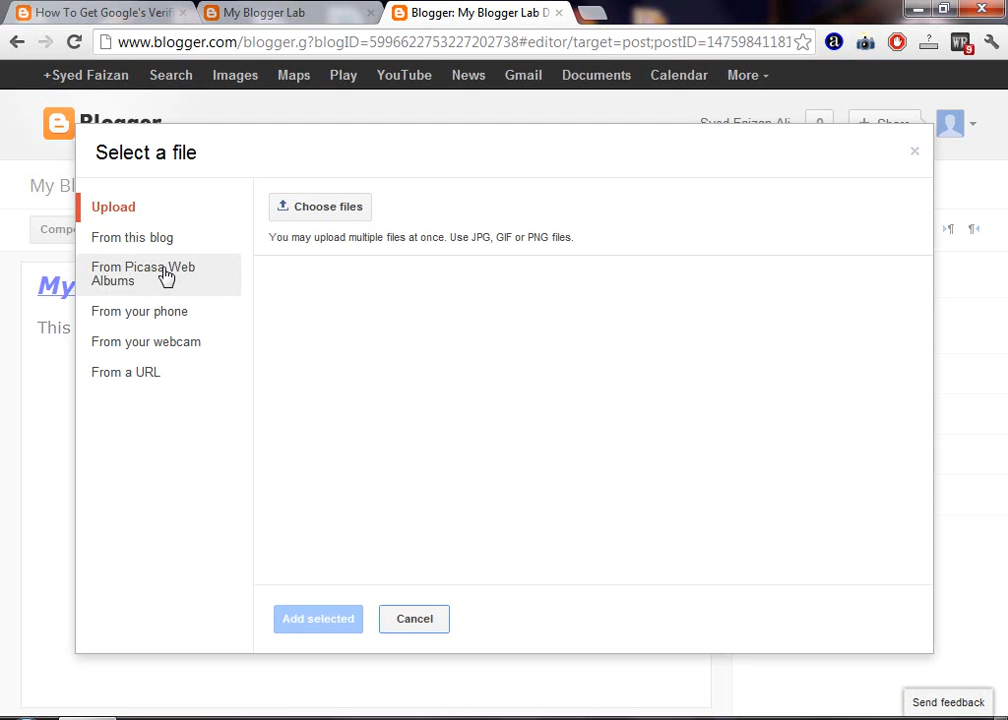 How To Get Google's Verifi
My Blogger Lab
Blogger: My Blogger Lab D
www.blogger.com/blogger.g?blogID=5996622753227202738#editor/target=post;postID=14759841181
a
WR
9
+Syed Faizan Search Images Maps Play YouTube News Gmail Documents Calendar More
Blogger
Syed Faizan Ali 0 + Share
My Bl
Compo
Select a file
Upload
From this blog
From Picasa Web
Albums
From your phone
From your webcam
From a URL
Choose files
You may upload multiple files at once. Use JPG, GIF or PNG files.
My
This
Add selected
Cancel
Send feedback